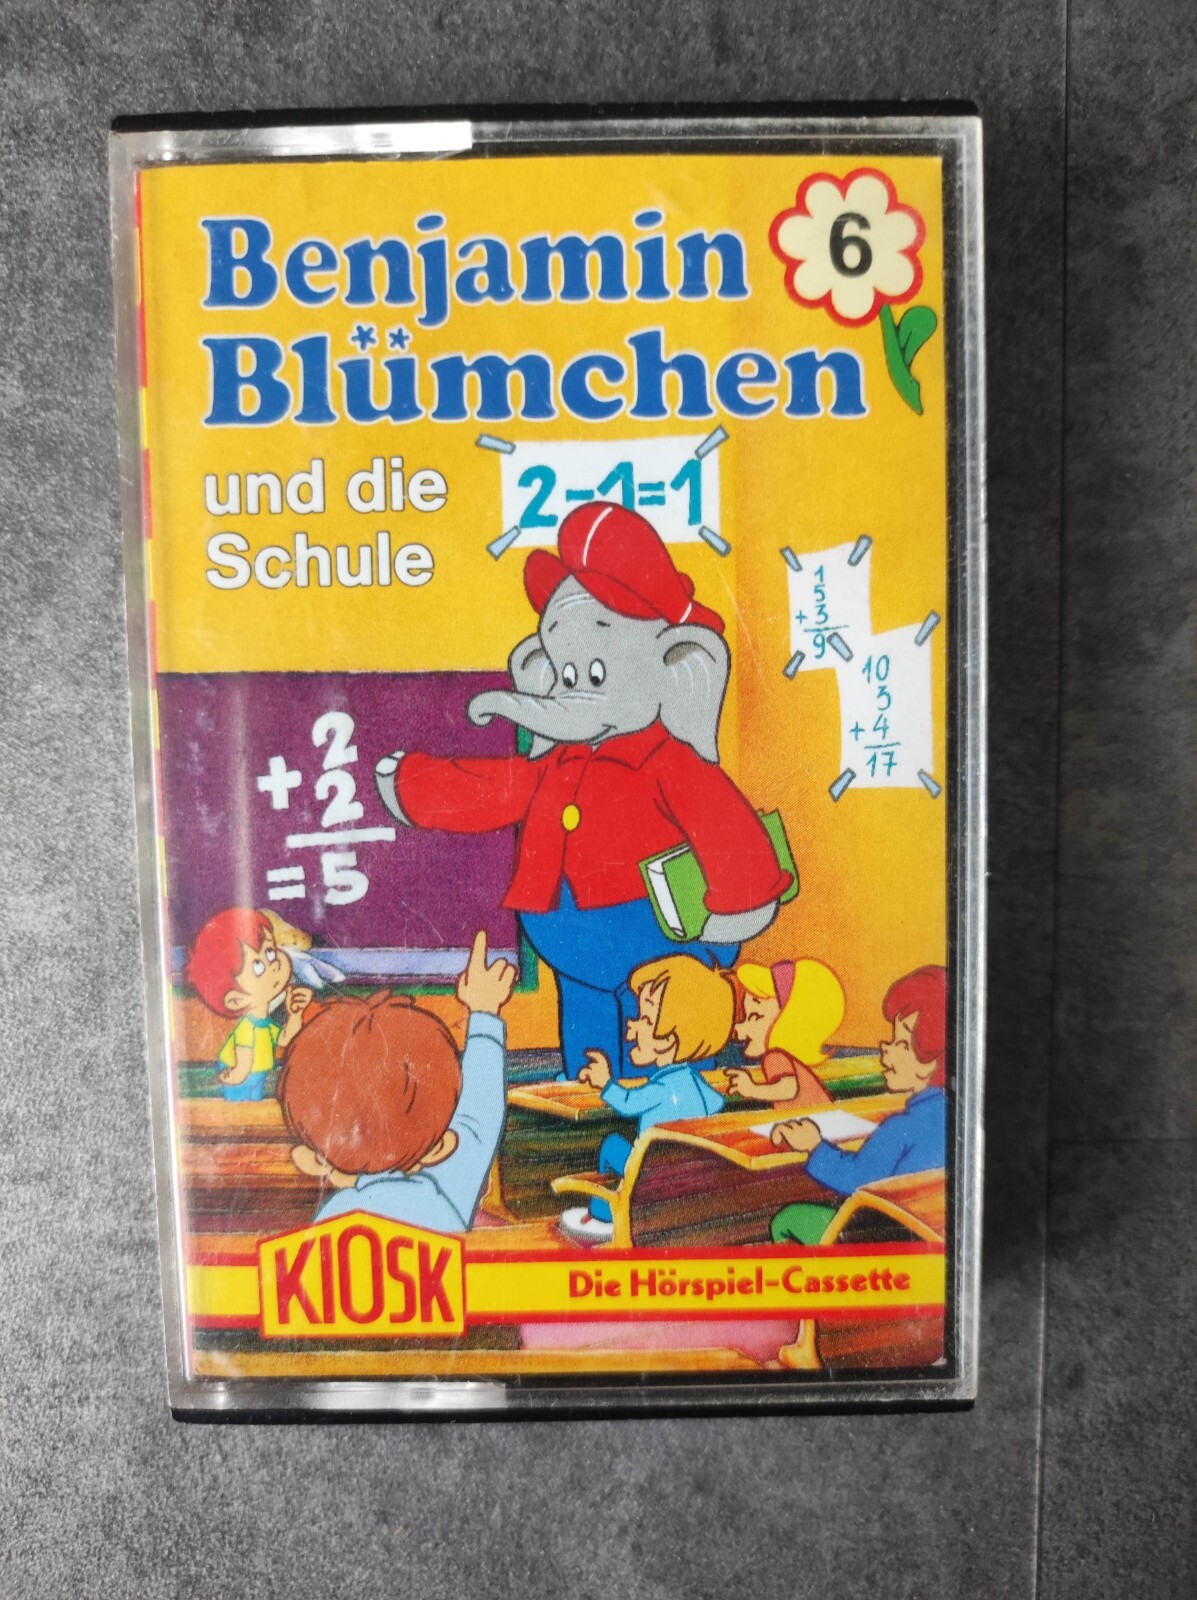 Benjamin
6
Blümchen
und die
Schule
2-1=1
1
5
+3
9
10
3
+4
17
2
+2
=5
KIOSK
Die Hörspiel-Cassette